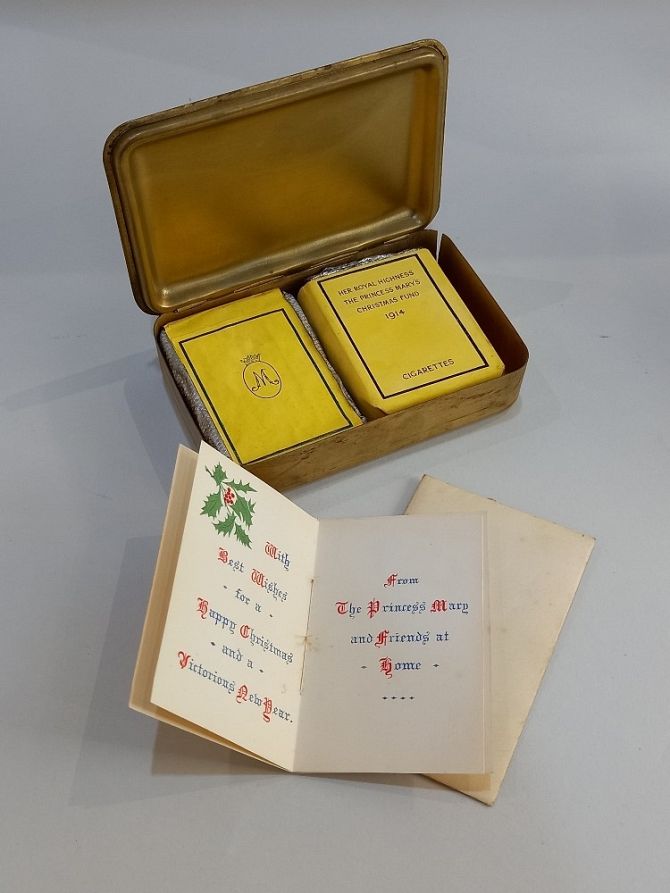 HER ROYAL HIGHNESS
THE PRINCESS MARY'S
CHRISTMAS FUND
1914
CIGARETTES
M
With
Best Wishes
- for a -
Happy Christmas
- and a -
Victorious New Year.
From
The Princess Mary
and Friends at
- Home -